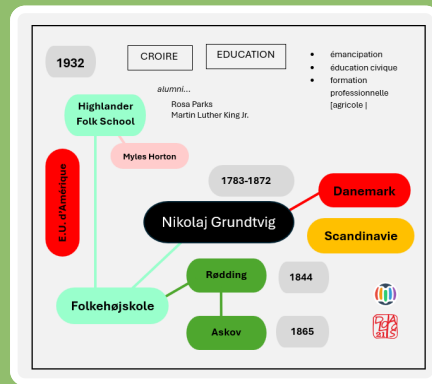 1932
CROIRE
EDUCATION
• émancipation
• éducation civique
• formation
professionnelle
[agricole |
alumni...
Rosa Parks
Martin Luther King Jr.
Highlander
Folk School
Myles Horton
E.U. d'Amérique
1783-1872
Danemark
Nikolaj Grundtvig
Scandinavie
Rødding
1844
Folkehøjskole
Askov
1865